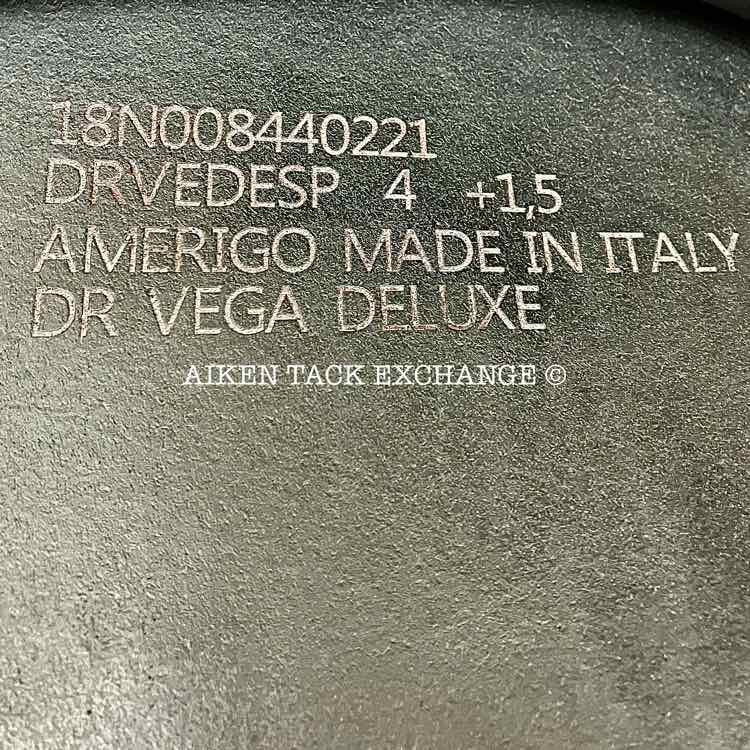 18N008440221
DRVEDESP 4 +1,5
AMERIGO MADE IN ITALY
DR VEGA DELUXE
AIKEN TACK EXCHANGE ©